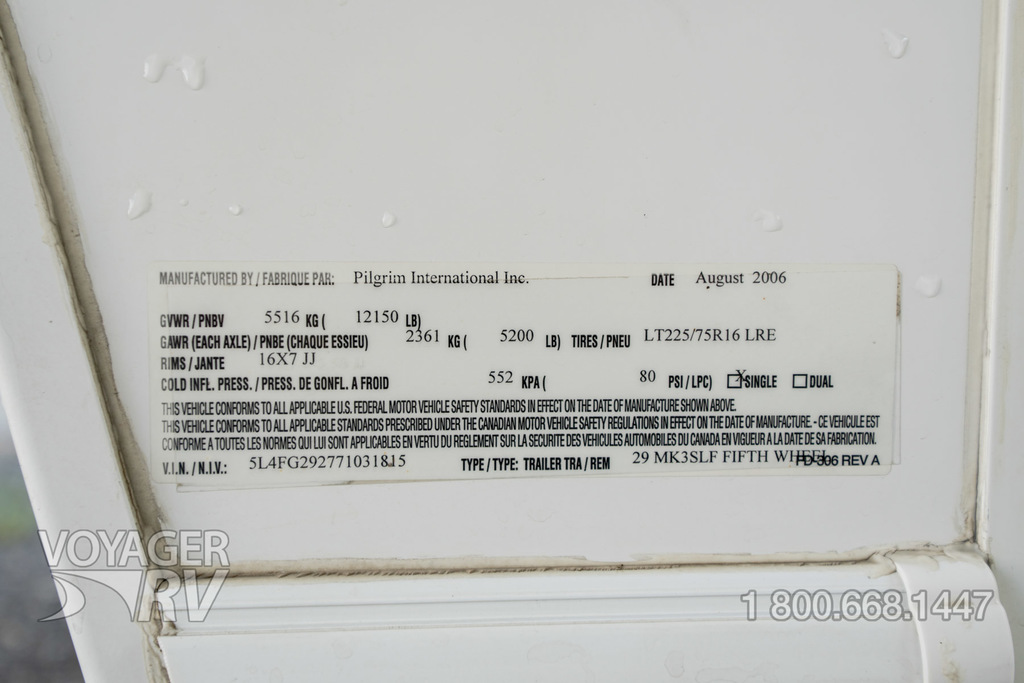 MANUFACTURED BY / FABRIQUE PAR: Pilgrim International Inc. DATE August 2006
GVWR / PNBV 5516 KG ( 12150 LB)
GAWR (EACH AXLE) / PNBE (CHAQUE ESSIEU) 2361 KG ( 5200 LB) TIRES / PNEU LT225/75R16 LRE
RIMS / JANTE 16X7 JJ
COLD INFL. PRESS. / PRESS. DE GONFL. A FROID 552 KPA ( 80 PSI / LPC) X SINGLE DUAL
THIS VEHICLE CONFORMS TO ALL APPLICABLE U.S. FEDERAL MOTOR VEHICLE SAFETY STANDARDS IN EFFECT ON THE DATE OF MANUFACTURE SHOWN ABOVE.
THIS VEHICLE CONFORMS TO ALL APPLICABLE STANDARDS PRESCRIBED UNDER THE CANADIAN MOTOR VEHICLE SAFETY REGULATIONS IN EFFECT ON THE DATE OF MANUFACTURE. - CE VEHICULE EST
CONFORME A TOUTES LES NORMES QUI LUI SONT APPLICABLES EN VERTU DU REGLEMENT SUR LA SECURITE DES VEHICULES AUTOMOBILES DU CANADA EN VIGUEUR A LA DATE DE SA FABRICATION.
V.I.N. / N.I.V.: 5L4FG292771031815 TYPE / TYPE: TRAILER TRA / REM 29 MK3SLF FIFTH WHEEL FD-306 REV A
VOYAGER
RV
1 800.668.1447